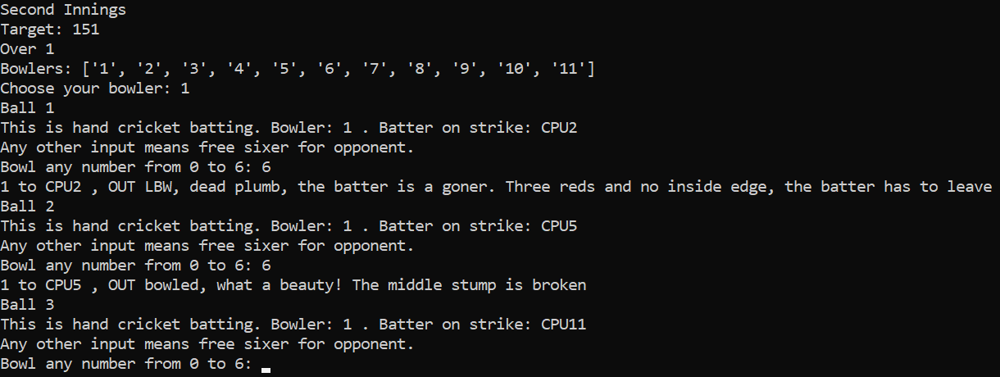 Second Innings
Target: 151
Over 1
Bowlers: ['1', '2', '3', '4', '5', '6', '7', '8', '9', '10', '11']
Choose your bowler: 1
Ball 1
This is hand cricket batting. Bowler: 1 . Batter on strike: CPU2
Any other input means free sixer for opponent.
Bowl any number from 0 to 6: 6
1 to CPU2 , OUT LBW, dead plumb, the batter is a goner. Three reds and no inside edge, the batter has to leave
Ball 2
This is hand cricket batting. Bowler: 1 . Batter on strike: CPU5
Any other input means free sixer for opponent.
Bowl any number from 0 to 6: 6
1 to CPU5 , OUT bowled, what a beauty! The middle stump is broken
Ball 3
This is hand cricket batting. Bowler: 1 . Batter on strike: CPU11
Any other input means free sixer for opponent.
Bowl any number from 0 to 6: